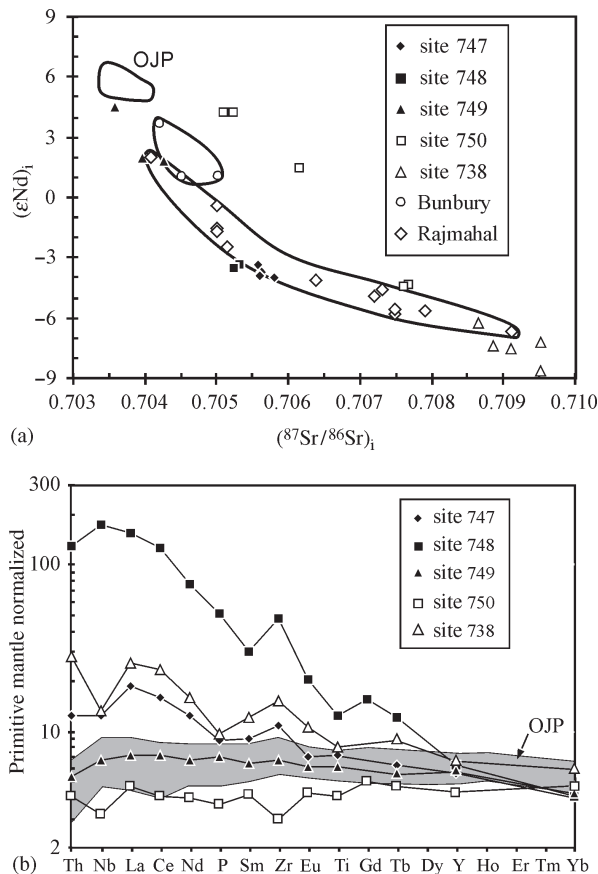 9
6
3
0
−3
−6
−9
(εNd)i
OJP
site 747
site 748
site 749
site 750
site 738
Bunbury
Rajmahal
0.703 0.704 0.705 0.706 0.707 0.708 0.709 0.710
(a)
(⁸⁷Sr/⁸⁶Sr)i
300
100
10
2
Primitive mantle normalized
site 747
site 748
site 749
site 750
site 738
OJP
(b)
Th Nb La Ce Nd P Sm Zr Eu Ti Gd Tb Dy Y Ho Er Tm Yb